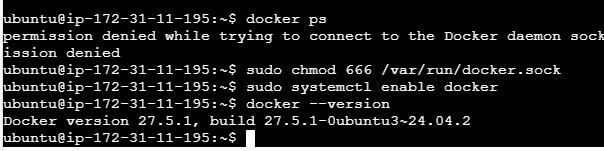 ubuntu@ip-172-31-11-195:~$ docker ps
permission denied while trying to connect to the Docker daemon sock
ission denied
ubuntu@ip-172-31-11-195:~$ sudo chmod 666 /var/run/docker.sock
ubuntu@ip-172-31-11-195:~$ sudo systemctl enable docker
ubuntu@ip-172-31-11-195:~$ docker --version
Docker version 27.5.1, build 27.5.1-0ubuntu3~24.04.2
ubuntu@ip-172-31-11-195:~$